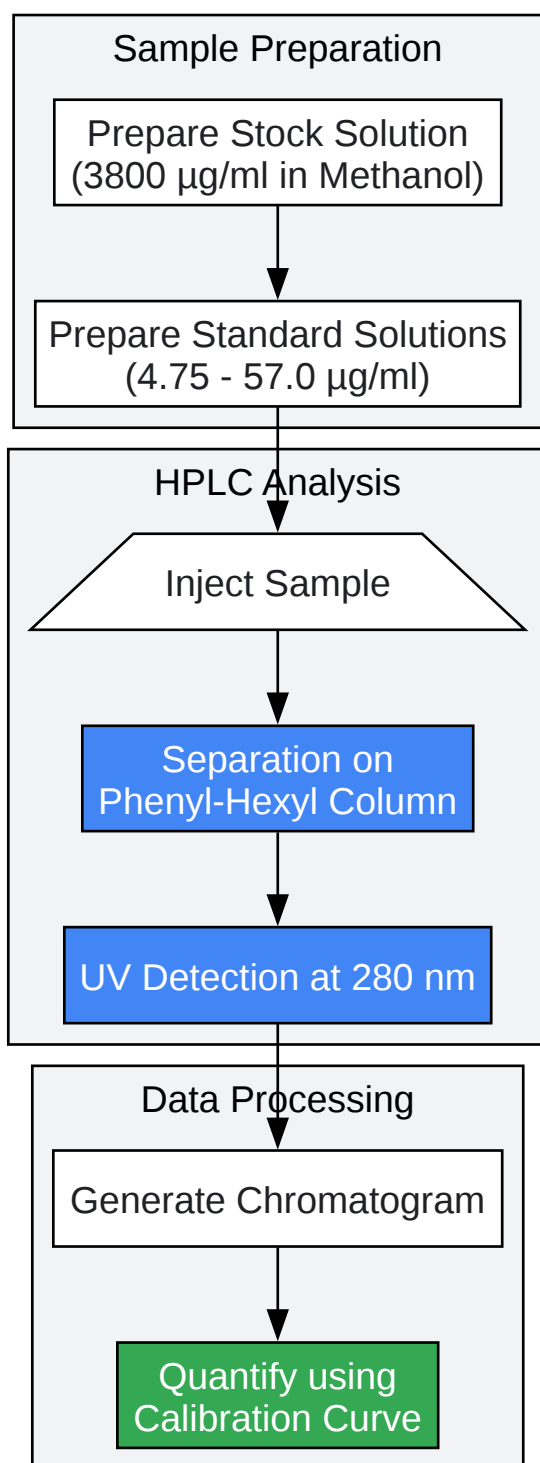 Sample Preparation
Prepare Stock Solution
(3800 µg/ml in Methanol)
Prepare Standard Solutions
(4.75 - 57.0 µg/ml)
HPLC Analysis
Inject Sample
Separation on
Phenyl-Hexyl Column
UV Detection at 280 nm
Data Processing
Generate Chromatogram
Quantify using
Calibration Curve